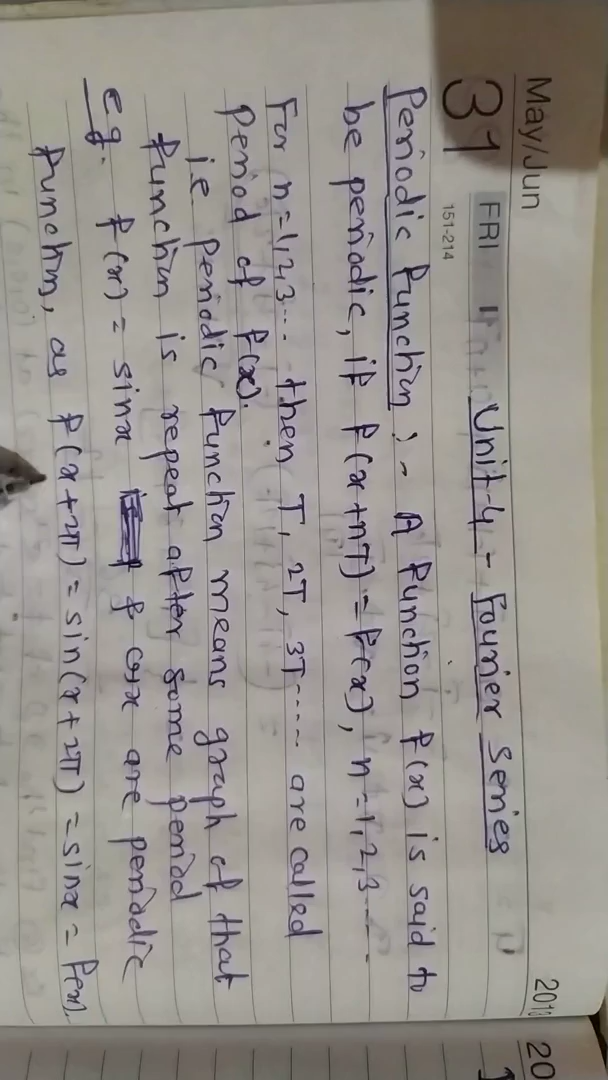 May/Jun 201
31 FRI
151-214
Unit-4 - Fourier Series
Periodic Function :- A Function F(x) is said to
be periodic, if F(x+nT) = F(x), n=1,2,3.....
For n=1,2,3... then T, 2T, 3T..... are called
period of F(x).
i.e periodic function means graph of that
function is repeat after some period
e.g. F(x) = sinx & cosx are periodic
Function, as F(x+2π) = sin(x+2π) = sinx = F(x).
20
1